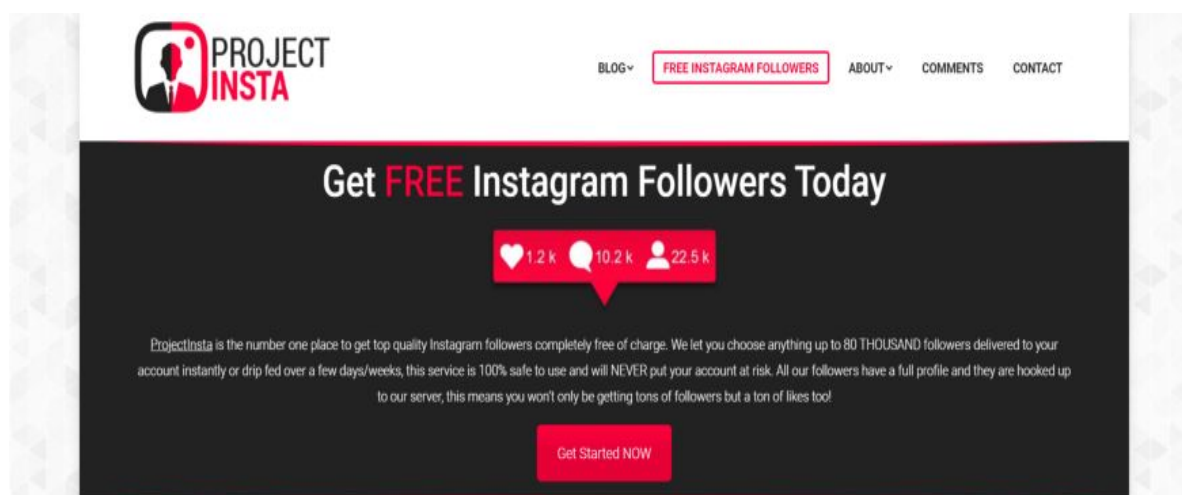 PROJECT
INSTA
BLOG
FREE INSTAGRAM FOLLOWERS
ABOUT
COMMENTS
CONTACT
Get FREE Instagram Followers Today
1.2 k 10.2 k 22.5 k
ProjectInsta is the number one place to get top quality Instagram followers completely free of charge. We let you choose anything up to 80 THOUSAND followers delivered to your
account instantly or drip fed over a few days/weeks, this service is 100% safe to use and will NEVER put your account at risk. All our followers have a full profile and they are hooked up
to our server, this means you won't only be getting tons of followers but a ton of likes too!
Get Started NOW